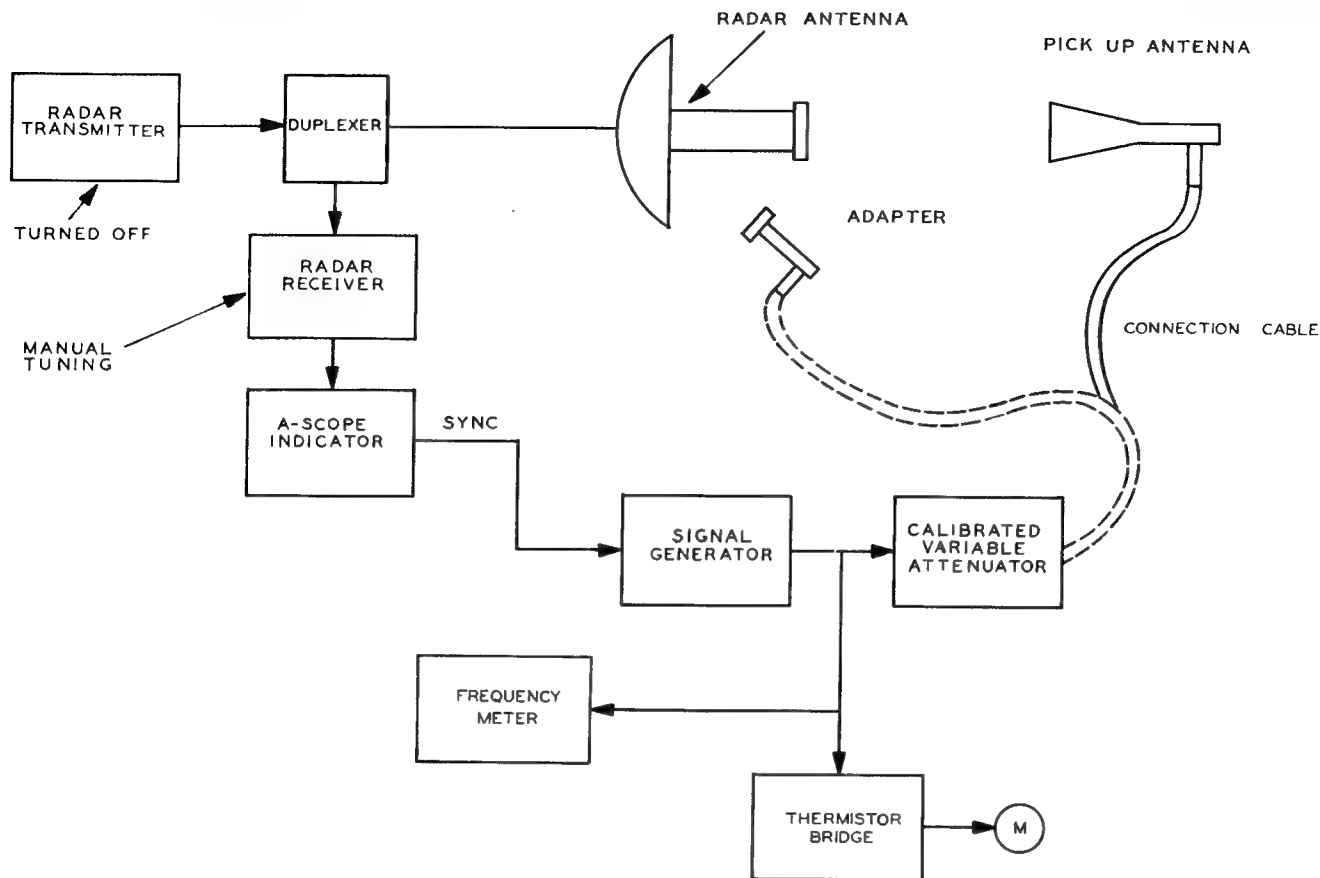 RADAR ANTENNA
PICK UP ANTENNA
RADAR
TRANSMITTER
DUPLEXER
TURNED OFF
ADAPTER
RADAR
RECEIVER
MANUAL
TUNING
CONNECTION CABLE
A-SCOPE
INDICATOR
SYNC
SIGNAL
GENERATOR
CALIBRATED
VARIABLE
ATTENUATOR
FREQUENCY
METER
THERMISTOR
BRIDGE
M